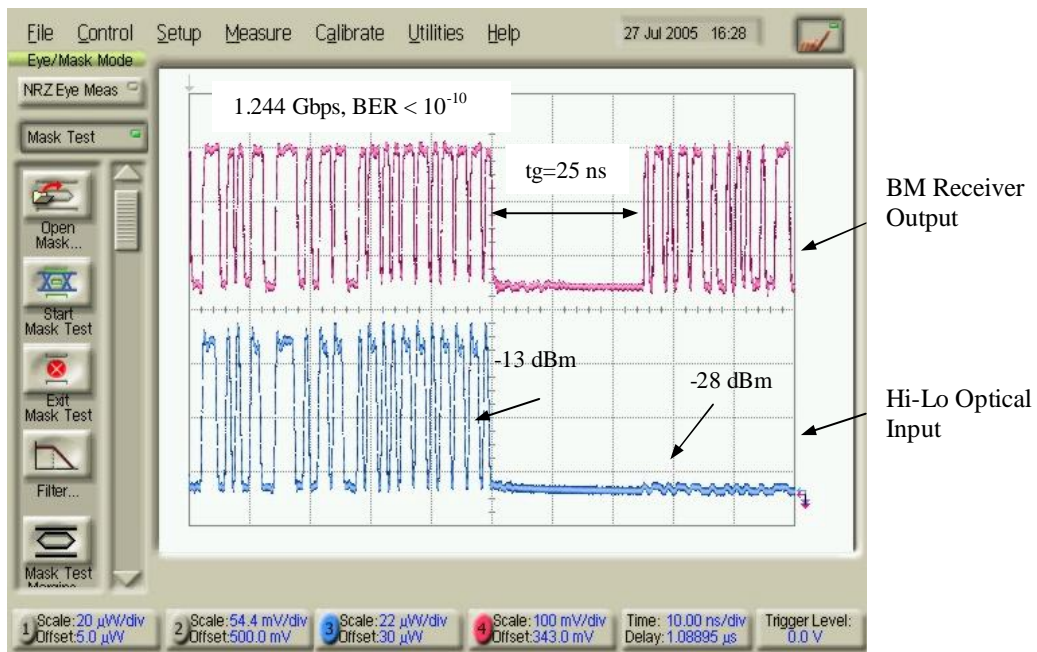 File Control Setup Measure Calibrate Utilities Help 27 Jul 2005 16:28
Eye/Mask Mode
NRZ Eye Meas
Mask Test
Open
Mask...
Start
Mask Test
Exit
Mask Test
Filter...
Mask Test
Margins
1.244 Gbps, BER < 10⁻¹⁰
tg=25 ns
-13 dBm
-28 dBm
BM Receiver
Output
Hi-Lo Optical
Input
1 Scale:20 µW/div
Offset:5.0 µW
2 Scale:54.4 mV/div
Offset:500.0 mV
3 Scale:22 µW/div
Offset:30 µW
4 Scale:100 mV/div
Offset:343.0 mV
Time: 10.00 ns/div
Delay:1.08895 µs
Trigger Level:
0.0 V